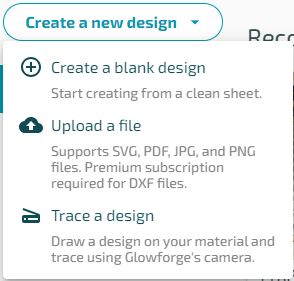 Create a new design
Create a blank design
Start creating from a clean sheet.
Upload a file
Supports SVG, PDF, JPG, and PNG
files. Premium subscription
required for DXF files.
Trace a design
Draw a design on your material and
trace using Glowforge's camera.